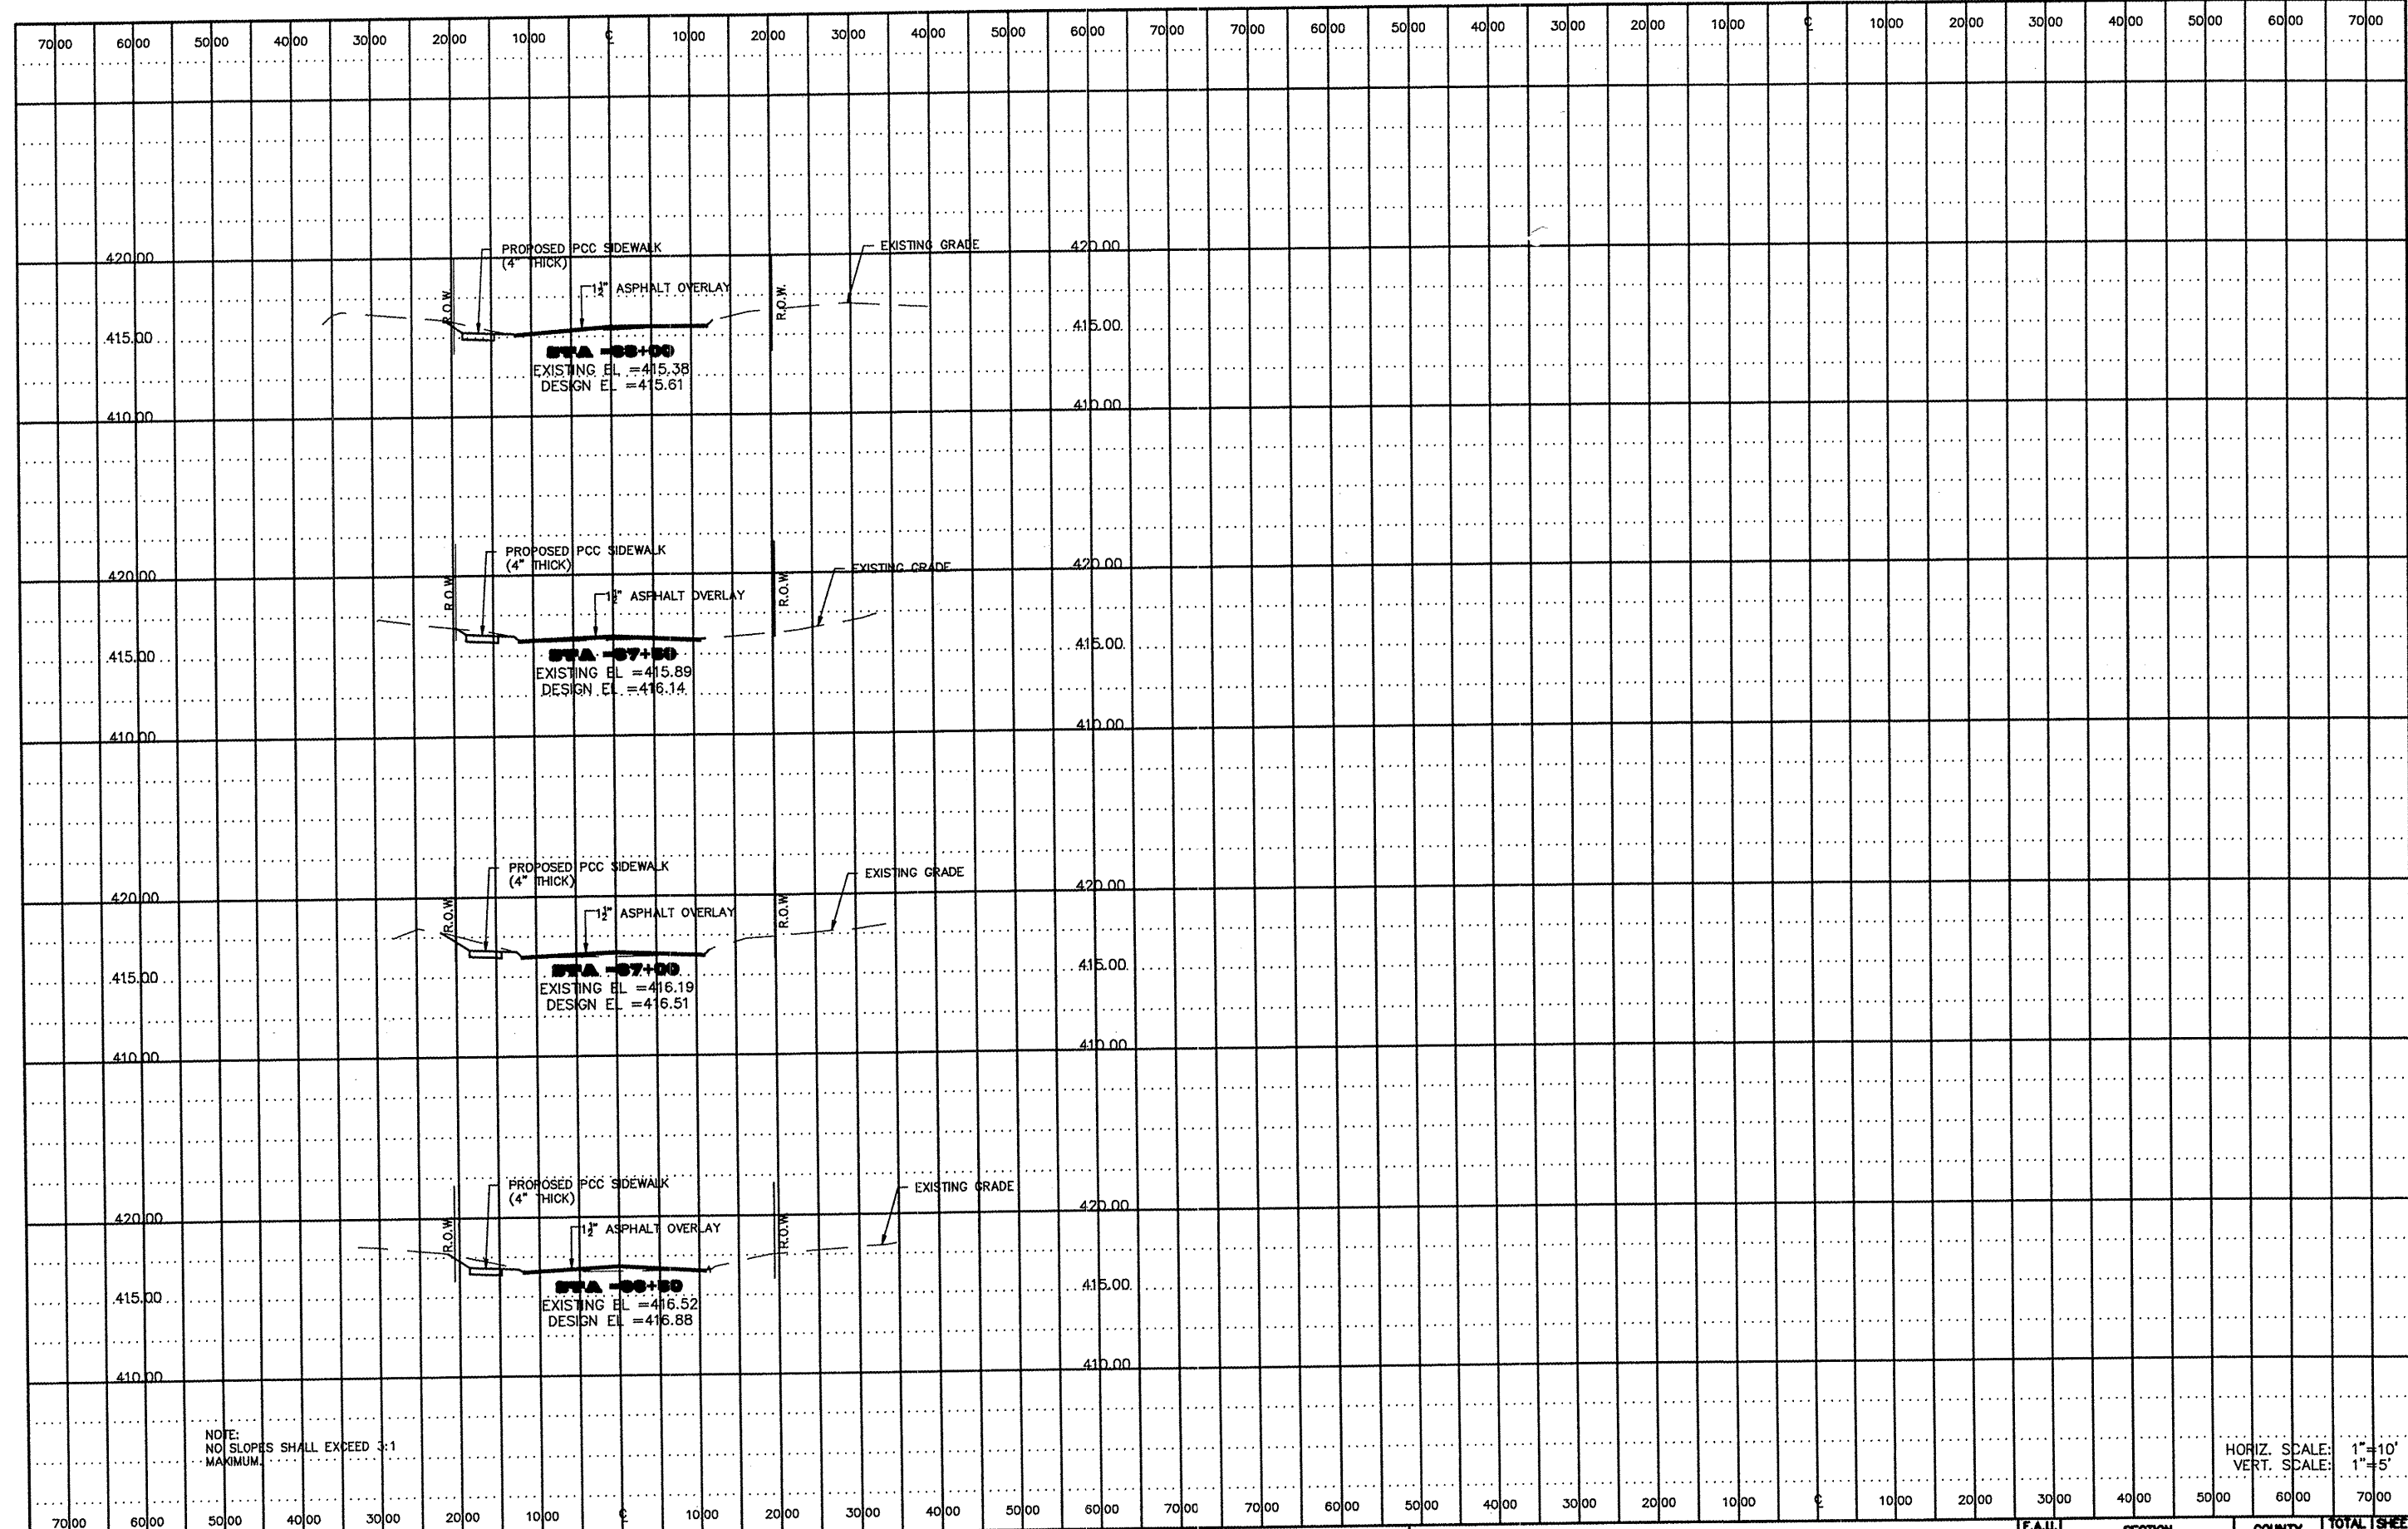 70.00 60.00 50.00 40.00 30.00 20.00 10.00 ℄ 10.00 20.00 30.00 40.00 50.00 60.00 70.00 70.00 60.00 50.00 40.00 30.00 20.00 10.00 ℄ 10.00 20.00 30.00 40.00 50.00 60.00 70.00
PROPOSED PCC SIDEWALK
(4" THICK)
EXISTING GRADE
420.00
420.00
1½" ASPHALT OVERLAY
R.O.W.
R.O.W.
415.00
415.00
STA
EXISTING EL =415.38
DESIGN EL =415.61
410.00
410.00
PROPOSED PCC SIDEWALK
(4" THICK)
EXISTING GRADE
420.00
420.00
1½" ASPHALT OVERLAY
R.O.W.
R.O.W.
415.00
415.00
STA
EXISTING EL =415.89
DESIGN EL =416.14
410.00
410.00
PROPOSED PCC SIDEWALK
(4" THICK)
EXISTING GRADE
420.00
420.00
1½" ASPHALT OVERLAY
R.O.W.
R.O.W.
415.00
415.00
STA
EXISTING EL =416.19
DESIGN EL =416.51
410.00
410.00
PROPOSED PCC SIDEWALK
(4" THICK)
EXISTING GRADE
420.00
420.00
1½" ASPHALT OVERLAY
R.O.W.
R.O.W.
415.00
415.00
STA
EXISTING EL =416.52
DESIGN EL =416.88
410.00
410.00
NOTE:
NO SLOPES SHALL EXCEED 3:1
MAXIMUM.
HORIZ. SCALE: 1"=10'
VERT. SCALE: 1"=5'
70.00 60.00 50.00 40.00 30.00 20.00 10.00 ℄ 10.00 20.00 30.00 40.00 50.00 60.00 70.00 70.00 60.00 50.00 40.00 30.00 20.00 10.00 ℄ 10.00 20.00 30.00 40.00 50.00 60.00 70.00
F.A.U. SECTION COUNTY TOTAL